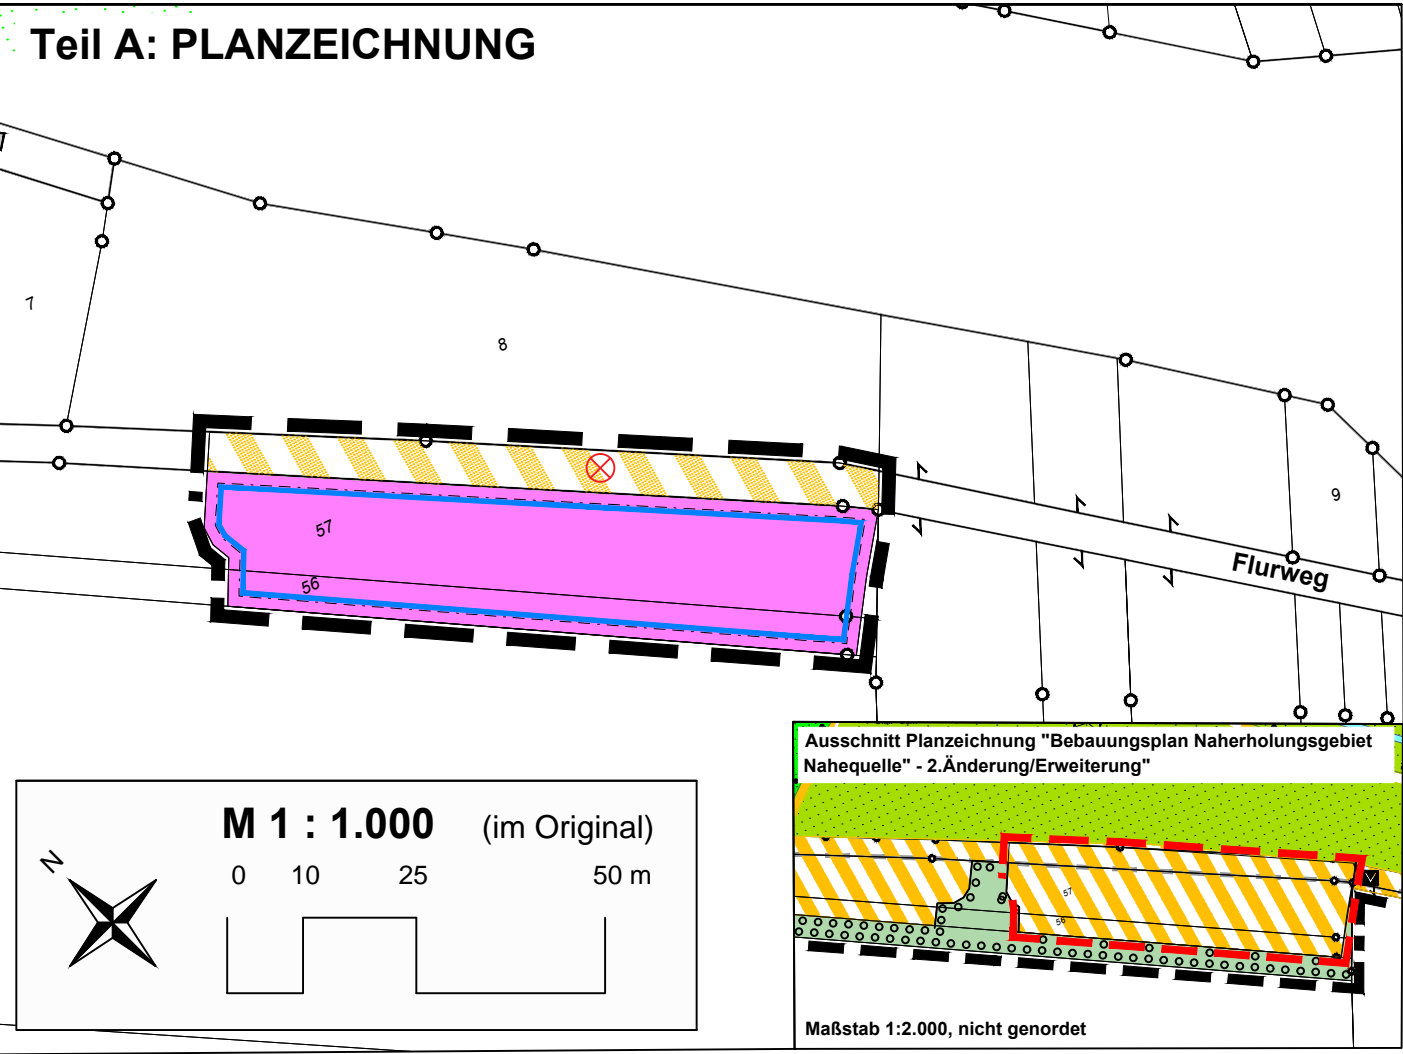 Teil A: PLANZEICHNUNG
7
8
9
57
56
Flurweg
M 1 : 1.000 (im Original)
N
0 10 25 50 m
Ausschnitt Planzeichnung "Bebauungsplan Naherholungsgebiet
Nahequelle" - 2.Änderung/Erweiterung"
57
56
Maßstab 1:2.000, nicht genordet